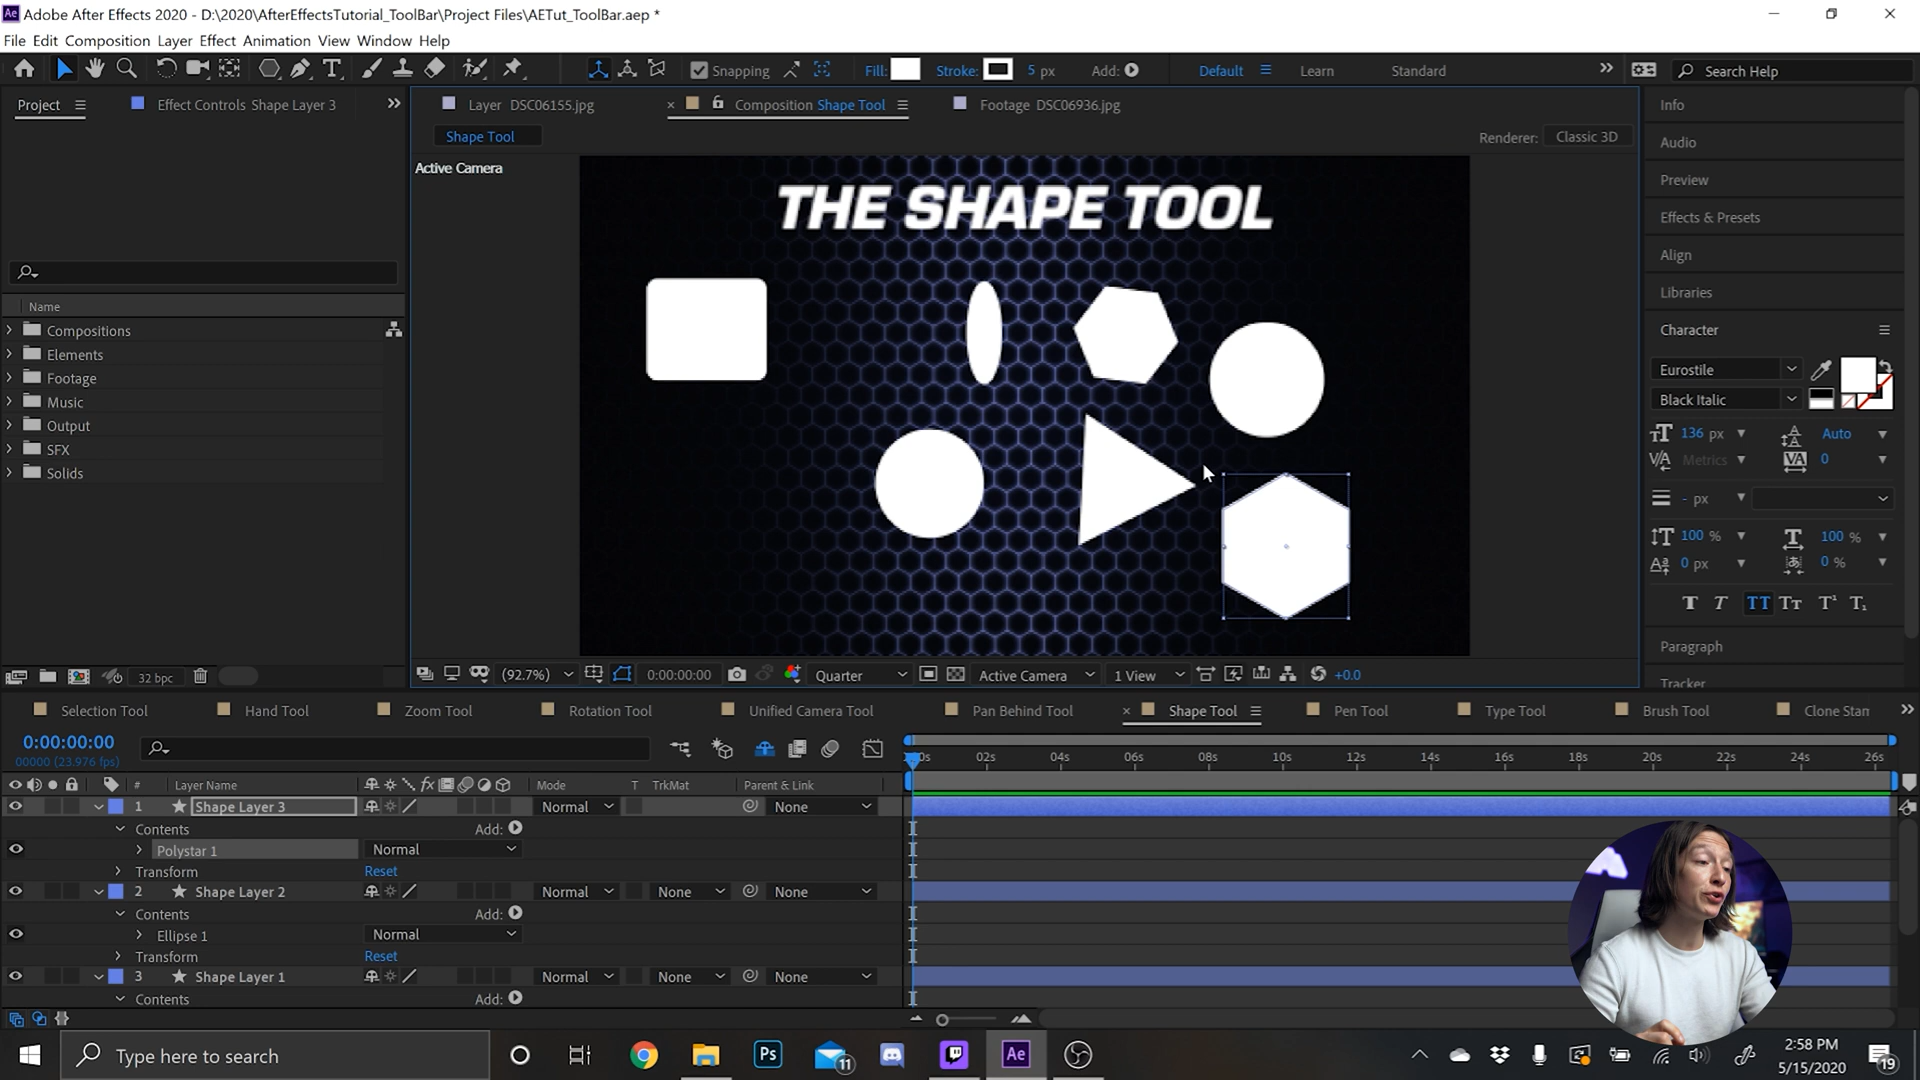 Ae Adobe After Effects 2020 - D:\2020\AfterEffectsTutorial_ToolBar\Project Files\AETut_ToolBar.aep *
File Edit Composition Layer Effect Animation View Window Help
Snapping Fill: Stroke: 5 px Add: Default Learn Standard Search Help
Project Effect Controls Shape Layer 3 Layer DSC06155.jpg Composition Shape Tool Footage DSC06936.jpg
Shape Tool Renderer: Classic 3D
Active Camera
THE SHAPE TOOL
Name
Compositions
Elements
Footage
Music
Output
SFX
Solids
Info
Audio
Preview
Effects & Presets
Align
Libraries
Character
Eurostile
Black Italic
136 px Auto
Metrics 0
- px
100 % 100 %
0 px 0 %
T T TT Tт T¹ T₁
Paragraph
Tracker
32 bpc (92.7%) 0:00:00:00 Quarter Active Camera 1 View +0.0
Selection Tool Hand Tool Zoom Tool Rotation Tool Unified Camera Tool Pan Behind Tool Shape Tool Pen Tool Type Tool Brush Tool Clone Stam
0:00:00:00
00000 (23.976 fps)
02s 04s 06s 08s 10s 12s 14s 16s 18s 20s 22s 24s 26s
# Layer Name Mode T TrkMat Parent & Link
1 Shape Layer 3 Normal None
Contents Add:
Polystar 1 Normal
Transform Reset
2 Shape Layer 2 Normal None None
Contents Add:
Ellipse 1 Normal
Transform Reset
3 Shape Layer 1 Normal None None
Contents Add:
Type here to search Ps 11 Ae 2:58 PM
5/15/2020 19